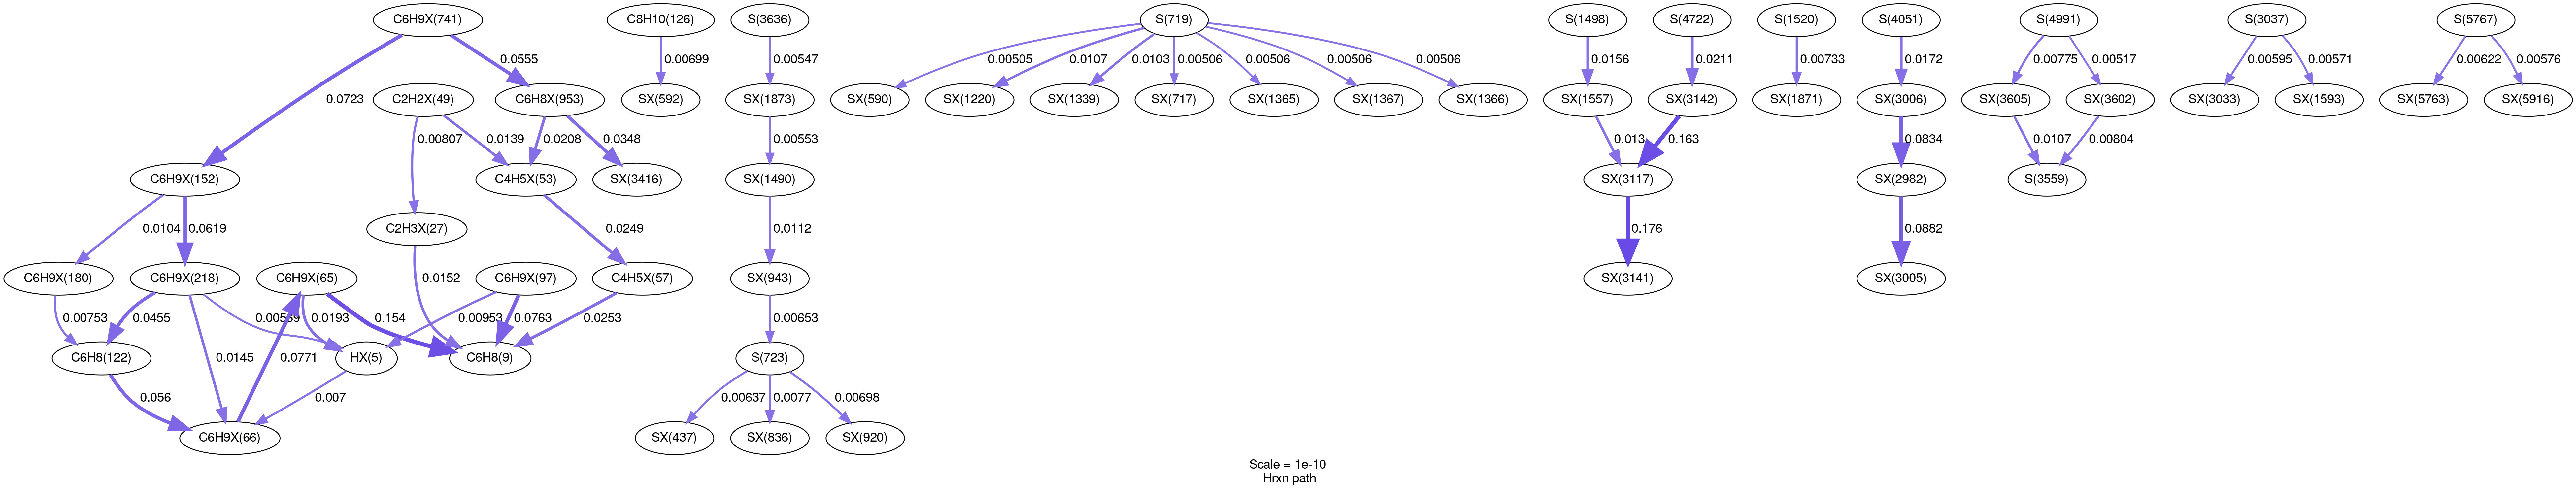 C6H9X(741)
C8H10(126)
S(3636)
S(719)
S(1498)
S(4722)
S(1520)
S(4051)
S(4991)
S(3037)
S(5767)
0.0723
0.0555
0.00699
0.00547
0.00505
0.0107
0.0103
0.00506
0.00506
0.00506
0.00506
0.0156
0.0211
0.00733
0.0172
0.00775
0.00517
0.00595
0.00571
0.00622
0.00576
C2H2X(49)
C6H8X(953)
SX(592)
SX(1873)
SX(590)
SX(1220)
SX(1339)
SX(717)
SX(1365)
SX(1367)
SX(1366)
SX(1557)
SX(3142)
SX(1871)
SX(3006)
SX(3605)
SX(3602)
SX(3033)
SX(1593)
SX(5763)
SX(5916)
0.00807
0.0139
0.0208
0.0348
0.00553
0.013
0.163
0.0834
0.0107
0.00804
C6H9X(152)
C4H5X(53)
SX(3416)
SX(1490)
SX(3117)
SX(2982)
S(3559)
0.0104
0.0619
C2H3X(27)
0.0249
0.0112
0.176
0.0882
C6H9X(180)
C6H9X(218)
C6H9X(65)
0.0152
C6H9X(97)
C4H5X(57)
SX(943)
SX(3141)
SX(3005)
0.00753
0.0455
0.0193
0.154
0.00953
0.0763
0.0253
0.00653
C6H8(122)
HX(5)
C6H8(9)
S(723)
0.056
0.0145
0.0771
0.007
0.00637
0.0077
0.00698
C6H9X(66)
SX(437)
SX(836)
SX(920)
Scale = 1e-10
Hrxn path